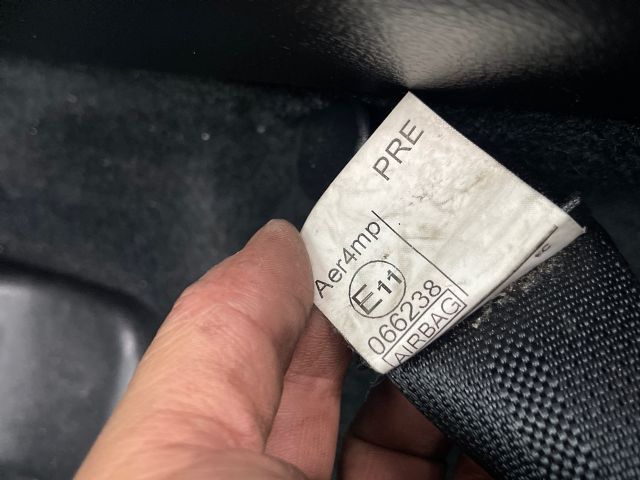 PRE
Aer4mp
E11
066238
AIRBAG